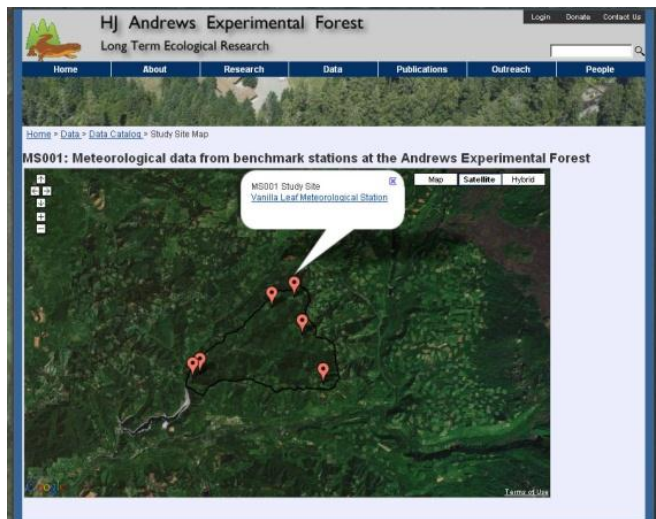 HJ Andrews Experimental Forest
Long Term Ecological Research
Login Donate Contact Us
Home About Research Data Publications Outreach People
Home > Data > Data Catalog > Study Site Map
MS001: Meteorological data from benchmark stations at the Andrews Experimental Forest
MS001 Study Site
Vanilla Leaf Meteorological Station
Map Satellite Hybrid
Google
Terms of Use